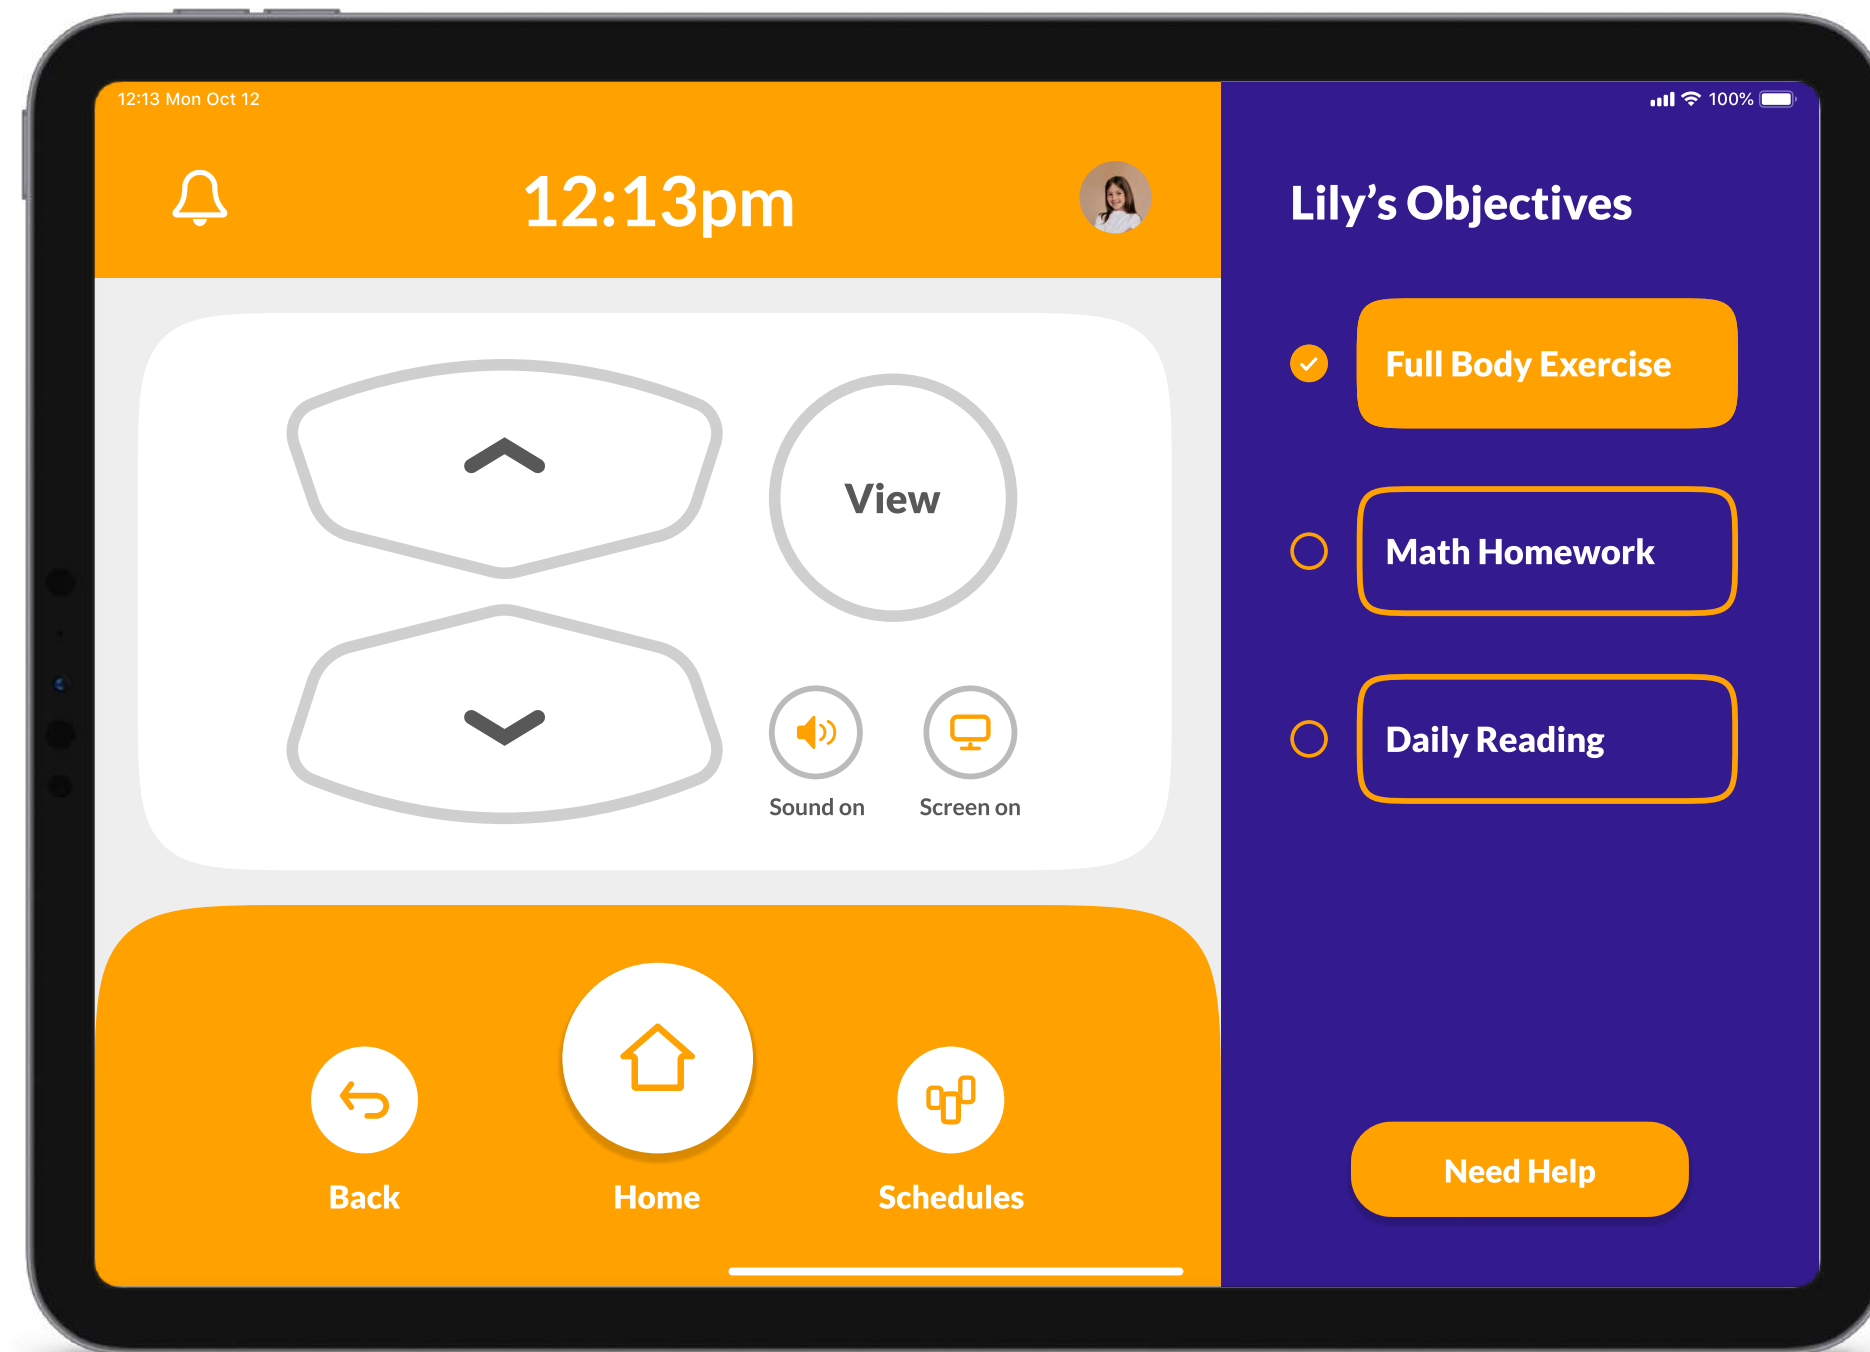 12:13 Mon Oct 12
100%
12:13pm
Lily’s Objectives
Full Body Exercise
View
Math Homework
Daily Reading
Sound on
Screen on
Need Help
Back
Home
Schedules